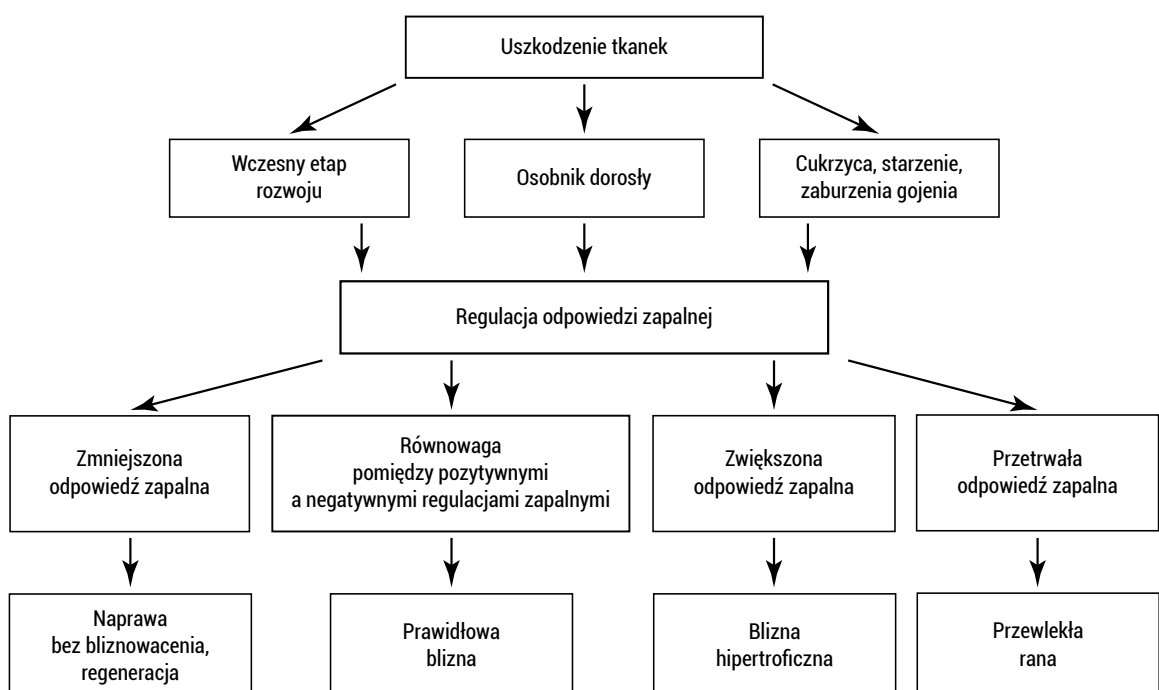 Uszkodzenie tkanek
Wczesny etap
rozwoju
Osobnik dorosły
Cukrzyca, starzenie,
zaburzenia gojenia
Regulacja odpowiedzi zapalnej
Zmniejszona
odpowiedź zapalna
Równowaga
pomiędzy pozytywnymi
a negatywnymi regulacjami zapalnymi
Zwiększona
odpowiedź zapalna
Przetrwała
odpowiedź zapalna
Naprawa
bez bliznowacenia,
regeneracja
Prawidłowa
blizna
Blizna
hipertroficzna
Przewlekła
rana